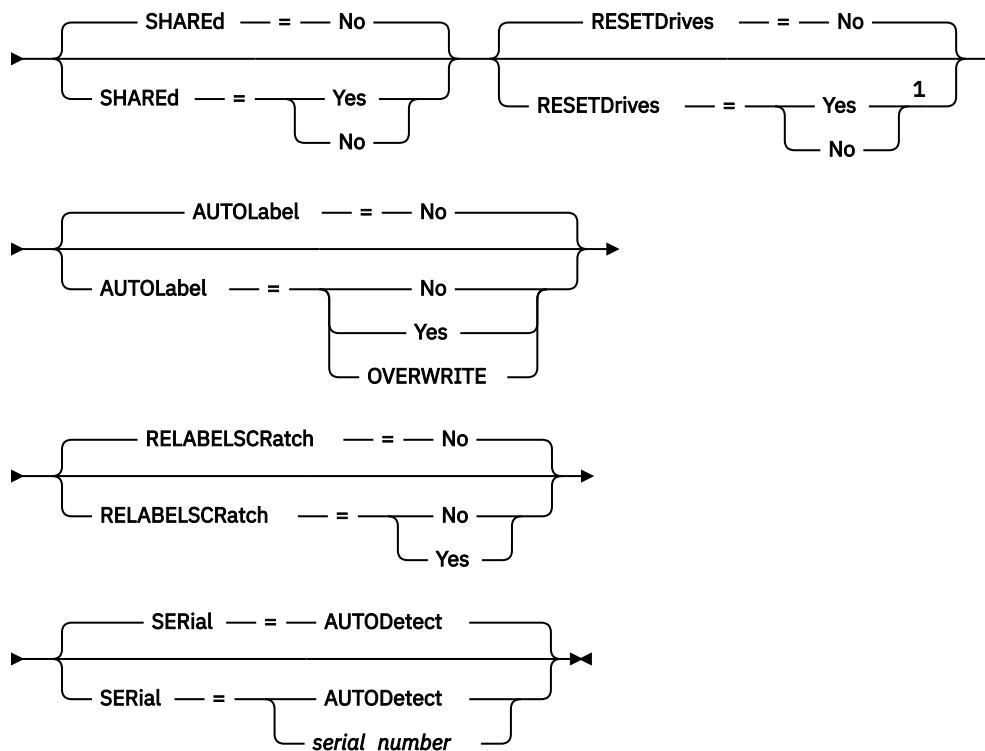 SHAREd = No RESETDrives = No
SHAREd = Yes RESETDrives = Yes 1
No No
AUTOLabel = No
AUTOLabel = No
Yes
OVERWRITE
RELABELSCRatch = No
RELABELSCRatch = No
Yes
SERial = AUTODetect
SERial = AUTODetect
serial number